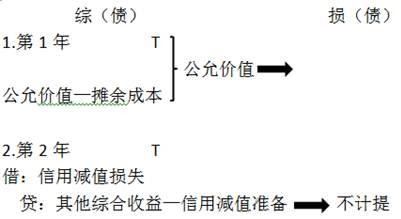 综（债） 损（债）
1.第 1 年 T
公允价值
公允价值一摊余成本
2.第 2 年 T
借：信用减值损失
贷：其他综合收益一信用减值准备 不计提